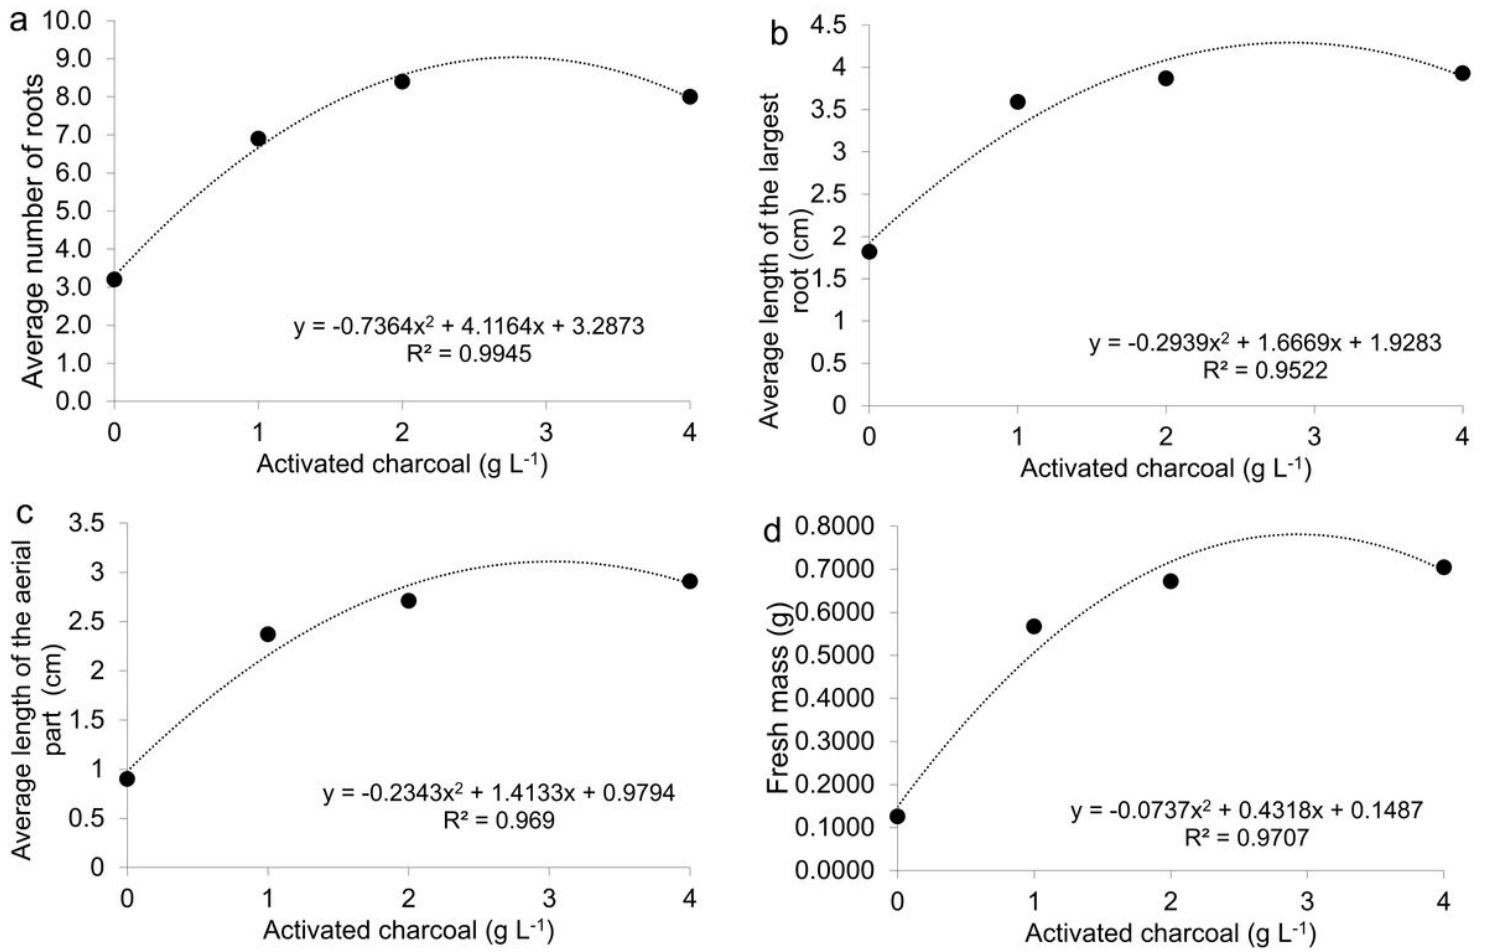 a
Average number of roots
10.0
9.0
8.0
7.0
6.0
5.0
4.0
3.0
2.0
1.0
0.0
y = -0.7364x² + 4.1164x + 3.2873
R² = 0.9945
0 1 2 3 4
Activated charcoal (g L⁻¹)
b
Average length of the largest
root (cm)
4.5
4
3.5
3
2.5
2
1.5
1
0.5
0
y = -0.2939x² + 1.6669x + 1.9283
R² = 0.9522
0 1 2 3 4
Activated charcoal (g L⁻¹)
c
Average length of the aerial
part (cm)
3.5
3
2.5
2
1.5
1
0.5
0
y = -0.2343x² + 1.4133x + 0.9794
R² = 0.969
0 1 2 3 4
Activated charcoal (g L⁻¹)
d
Fresh mass (g)
0.8000
0.7000
0.6000
0.5000
0.4000
0.3000
0.2000
0.1000
0.0000
y = -0.0737x² + 0.4318x + 0.1487
R² = 0.9707
0 1 2 3 4
Activated charcoal (g L⁻¹)